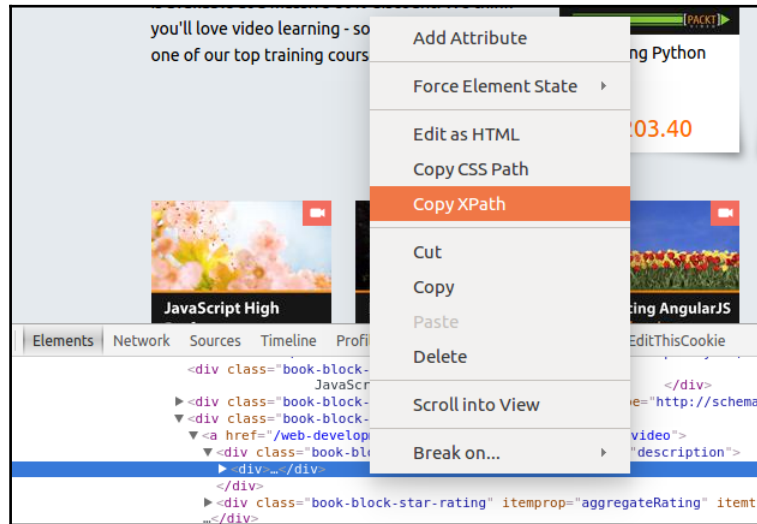 you'll love video learning - so
one of our top training cours
[PACKT]
VIDEO
ng Python
03.40
Add Attribute
Force Element State
Edit as HTML
Copy CSS Path
Copy XPath
Cut
Copy
Paste
Delete
Scroll into View
Break on...
JavaScript High
ting AngularJS
Elements Network Sources Timeline Profi EditThisCookie
<div class="book-block-
JavaScr </div>
▶<div class="book-block- pe="http://schema
▼<div class="book-block-
▼<a href="/web-develop video">
▼<div class="book-blo "description">
▶<div>…</div>
</div>
▶<div class="book-block-star-rating" itemprop="aggregateRating" itemt
…</div>